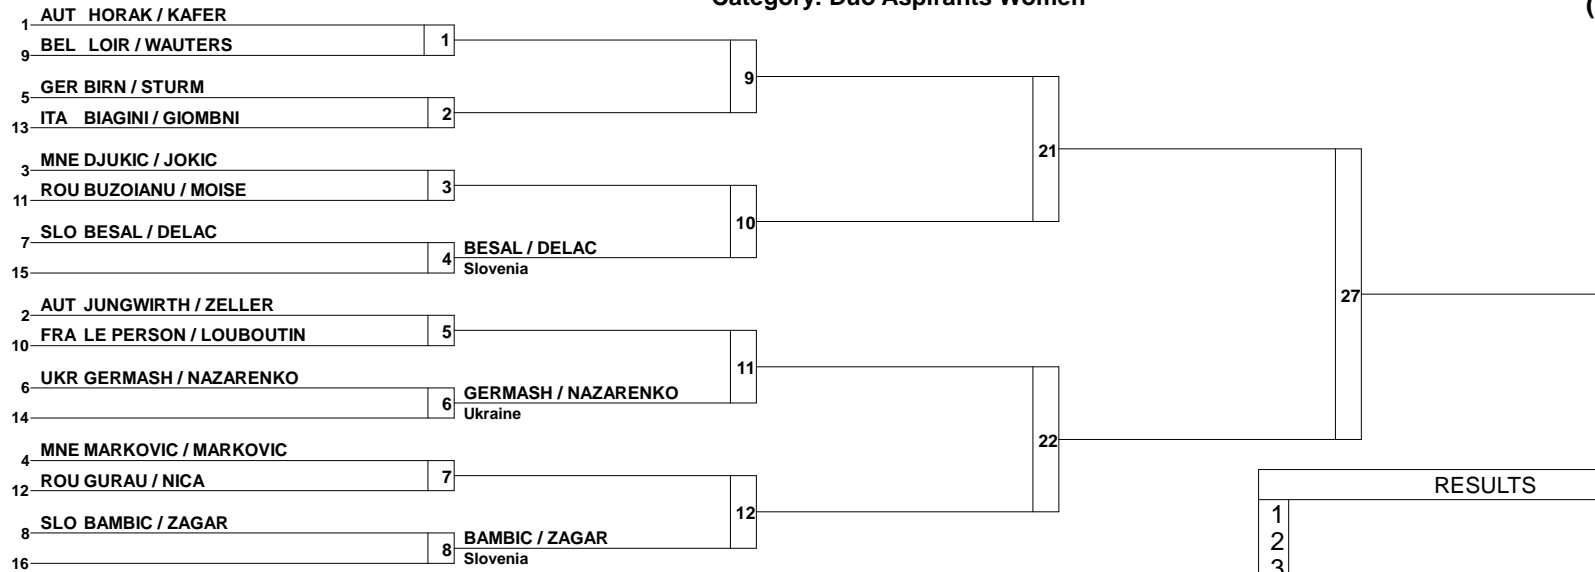 Category: Duo Aspirants Women
(
1 AUT HORAK / KAFER
9 BEL LOIR / WAUTERS
1
5 GER BIRN / STURM
13 ITA BIAGINI / GIOMBNI
2
9
3 MNE DJUKIC / JOKIC
11 ROU BUZOIANU / MOISE
3
7 SLO BESAL / DELAC
15
4 BESAL / DELAC
Slovenia
10
21
2 AUT JUNGWIRTH / ZELLER
10 FRA LE PERSON / LOUBOUTIN
5
6 UKR GERMASH / NAZARENKO
14
6 GERMASH / NAZARENKO
Ukraine
11
4 MNE MARKOVIC / MARKOVIC
12 ROU GURAU / NICA
7
8 SLO BAMBIC / ZAGAR
16
8 BAMBIC / ZAGAR
Slovenia
12
22
27
RESULTS
1
2
3